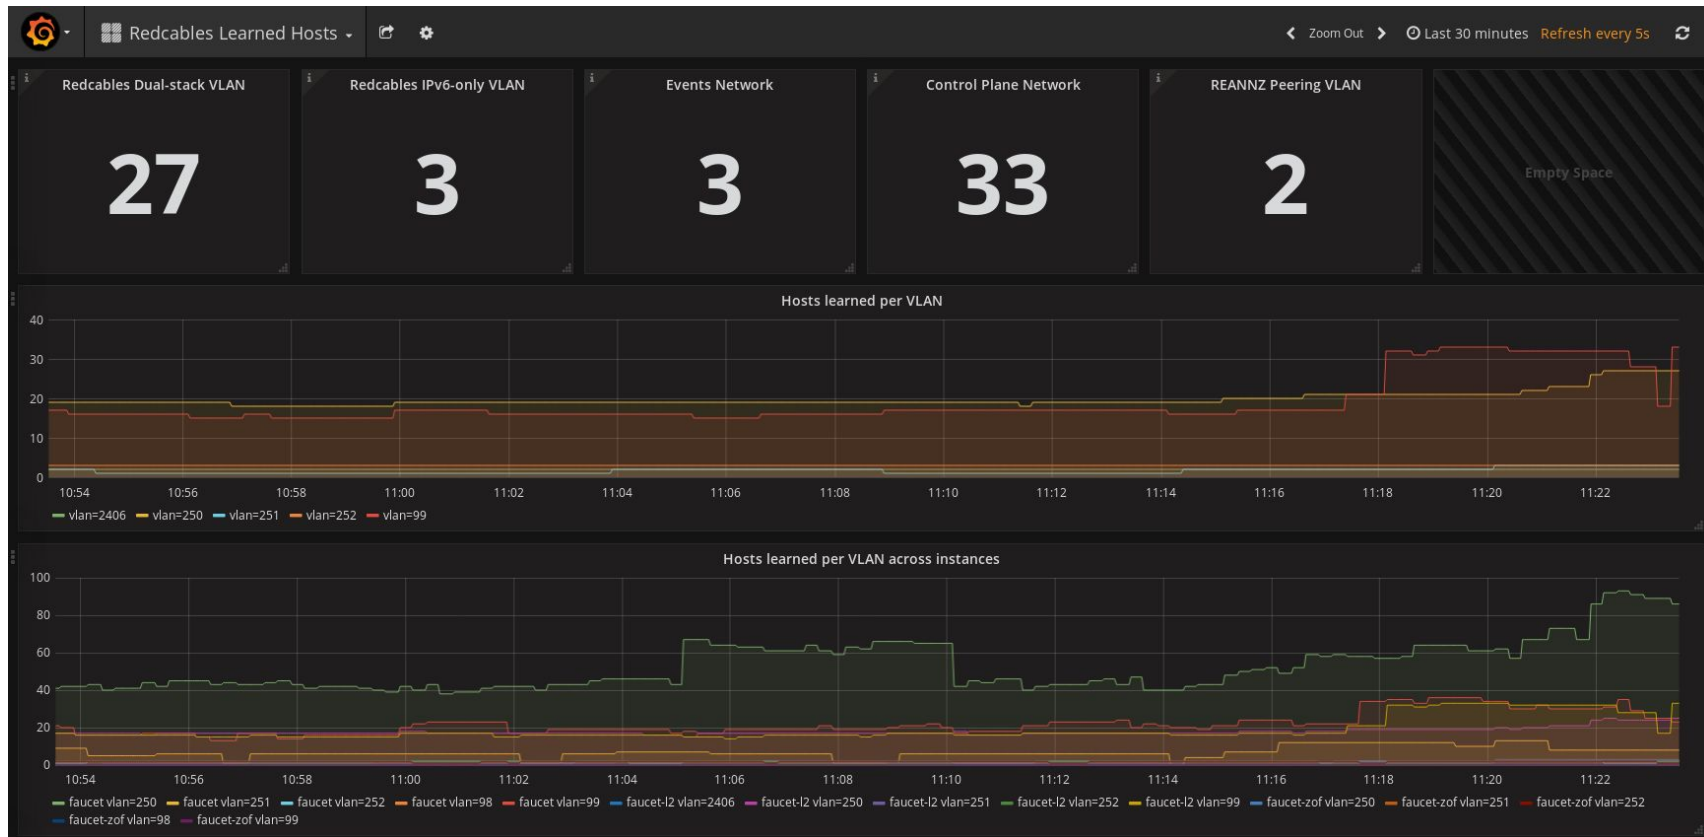 Redcables Learned Hosts
Zoom Out Last 30 minutes Refresh every 5s
Redcables Dual-stack VLAN Redcables IPv6-only VLAN Events Network Control Plane Network REANNZ Peering VLAN
27 3 3 33 2 Empty Space
Hosts learned per VLAN
40
30
20
10
0
10:54 10:56 10:58 11:00 11:02 11:04 11:06 11:08 11:10 11:12 11:14 11:16 11:18 11:20 11:22
vlan=2406 vlan=250 vlan=251 vlan=252 vlan=99
Hosts learned per VLAN across instances
100
80
60
40
20
0
10:54 10:56 10:58 11:00 11:02 11:04 11:06 11:08 11:10 11:12 11:14 11:16 11:18 11:20 11:22
faucet vlan=250 faucet vlan=251 faucet vlan=252 faucet vlan=98 faucet vlan=99 faucet-l2 vlan=2406 faucet-l2 vlan=250 faucet-l2 vlan=251 faucet-l2 vlan=252 faucet-l2 vlan=99 faucet-zof vlan=250 faucet-zof vlan=251 faucet-zof vlan=252
faucet-zof vlan=98 faucet-zof vlan=99